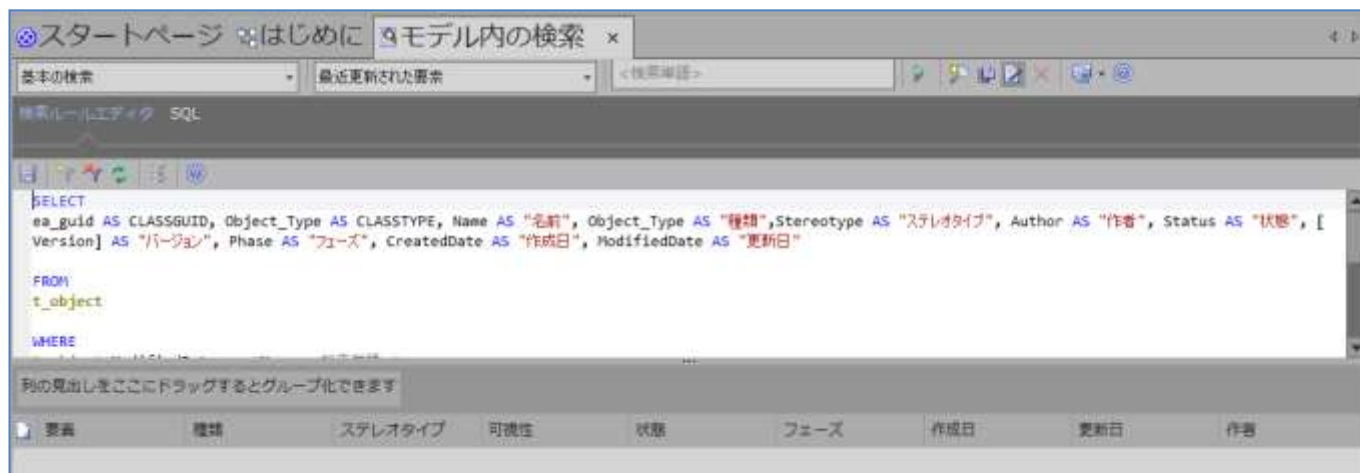 スタートページ はじめに モデル内の検索 ×
基本の検索 最近更新された要素 <検索単語>
検索ルールエディタ SQL
SELECT
ea_guid AS CLASSGUID, Object_Type AS CLASSTYPE, Name AS "名前", Object_Type AS "種類",Stereotype AS "ステレオタイプ", Author AS "作者", Status AS "状態", [
Version] AS "バージョン", Phase AS "フェーズ", CreatedDate AS "作成日", ModifiedDate AS "更新日"
FROM
t_object
WHERE
列の見出しをここにドラッグするとグループ化できます
要素 種類 ステレオタイプ 可視性 状態 フェーズ 作成日 更新日 作者